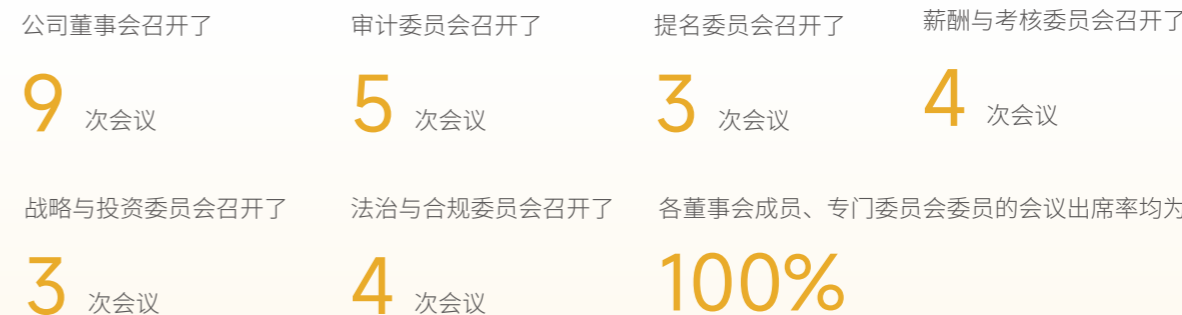 公司董事会召开了
9 次会议
审计委员会召开了
5 次会议
提名委员会召开了
3 次会议
薪酬与考核委员会召开了
4 次会议
战略与投资委员会召开了
3 次会议
法治与合规委员会召开了
4 次会议
各董事会成员、专门委员会委员的会议出席率均为
100%